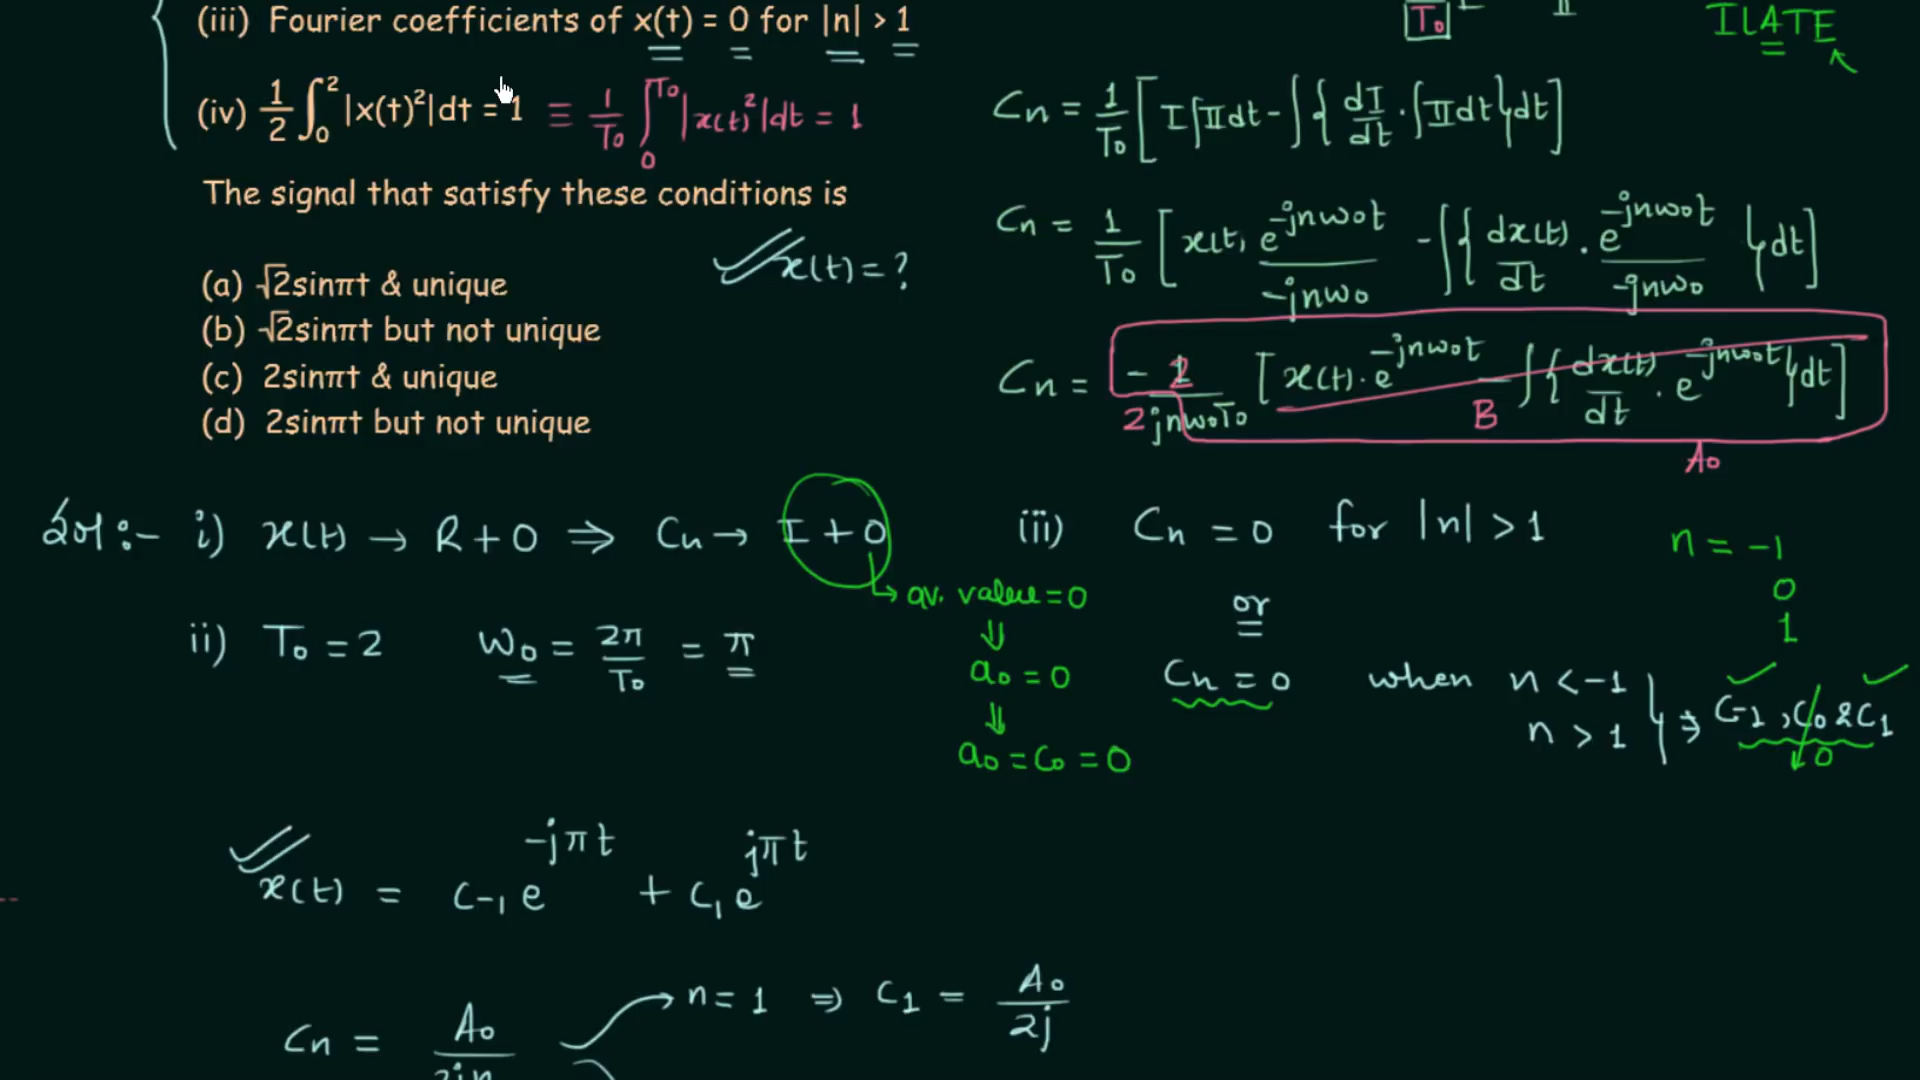 (iii) Fourier coefficients of x(t) = 0 for |n| > 1
(iv) 1/2 ∫₀² |x(t)²|dt = 1 ≡ 1/T₀ ∫₀^T₀ |x(t)²|dt = 1
The signal that satisfy these conditions is
x(t) = ?
(a) √2sinπt & unique
(b) √2sinπt but not unique
(c) 2sinπt & unique
(d) 2sinπt but not unique
T₀
II
ILATE
Cn = 1/T₀ [I∫IIdt - ∫{dI/dt · ∫IIdt}dt]
Cn = 1/T₀ [x(t) · e^(-jnω₀t)/(-jnω₀) - ∫{dx(t)/dt · e^(-jnω₀t)/(-jnω₀)}dt]
Cn = -2/(2jnω₀T₀) [x(t) · e^(-jnω₀t) - ∫{dx(t)/dt · e^(-jnω₀t)}dt]
B
A₀
Sol:- i) x(t) → R + O ⇒ Cn → I + O
av. value = 0
⇓
a₀ = 0
⇓
a₀ = C₀ = 0
ii) T₀ = 2 ω₀ = 2π/T₀ = π
(iii) Cn = 0 for |n| > 1
or
Cn = 0 when n < -1
n > 1
⇒ C₋₁, C₀ & C₁
0
n = -1
0
1
x(t) = C₋₁ e^(-jπt) + C₁ e^(jπt)
n = 1 ⇒ C₁ = A₀/2j
Cn = A₀/2jn